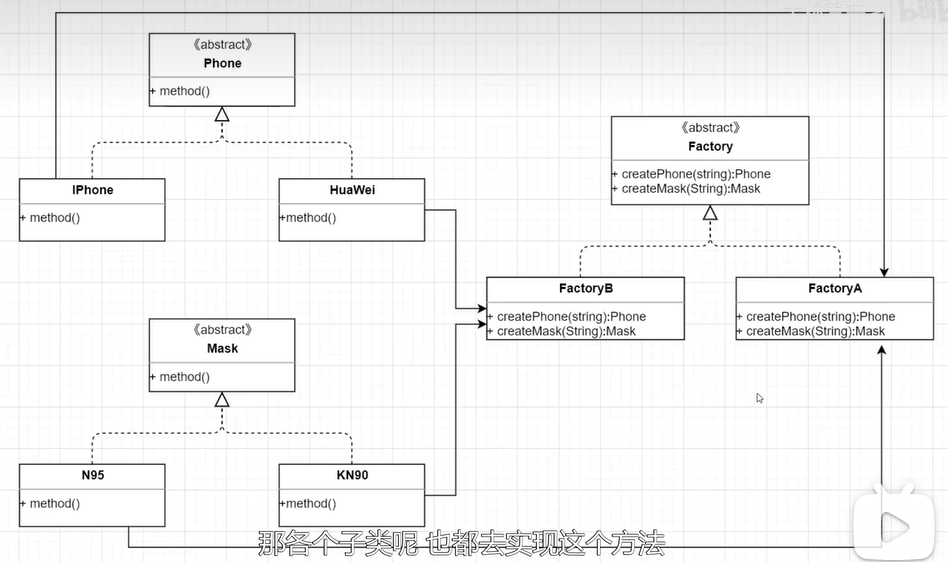 《abstract》
Phone
+ method()
IPhone
+ method()
HuaWei
+method()
《abstract》
Factory
+ createPhone(string):Phone
+ createMask(String):Mask
FactoryB
+ createPhone(string):Phone
+ createMask(String):Mask
FactoryA
+ createPhone(string):Phone
+ createMask(String):Mask
《abstract》
Mask
+ method()
N95
+ method()
KN90
+method()
那各个子类呢 也都去实现这个方法